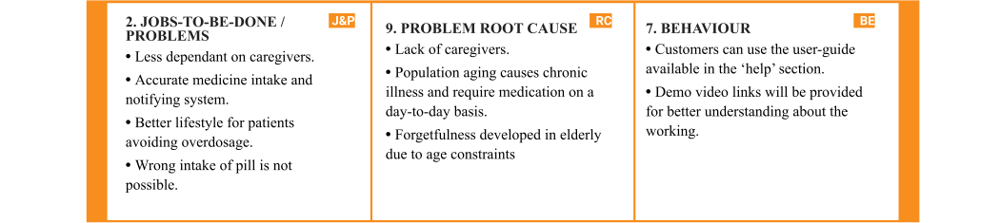 2. JOBS-TO-BE-DONE /
PROBLEMS
J&P
• Less dependant on caregivers.
• Accurate medicine intake and
notifying system.
• Better lifestyle for patients
avoiding overdosage.
• Wrong intake of pill is not
possible.
9. PROBLEM ROOT CAUSE
RC
• Lack of caregivers.
• Population aging causes chronic
illness and require medication on a
day-to-day basis.
• Forgetfulness developed in elderly
due to age constraints
7. BEHAVIOUR
BE
• Customers can use the user-guide
available in the ‘help’ section.
• Demo video links will be provided
for better understanding about the
working.